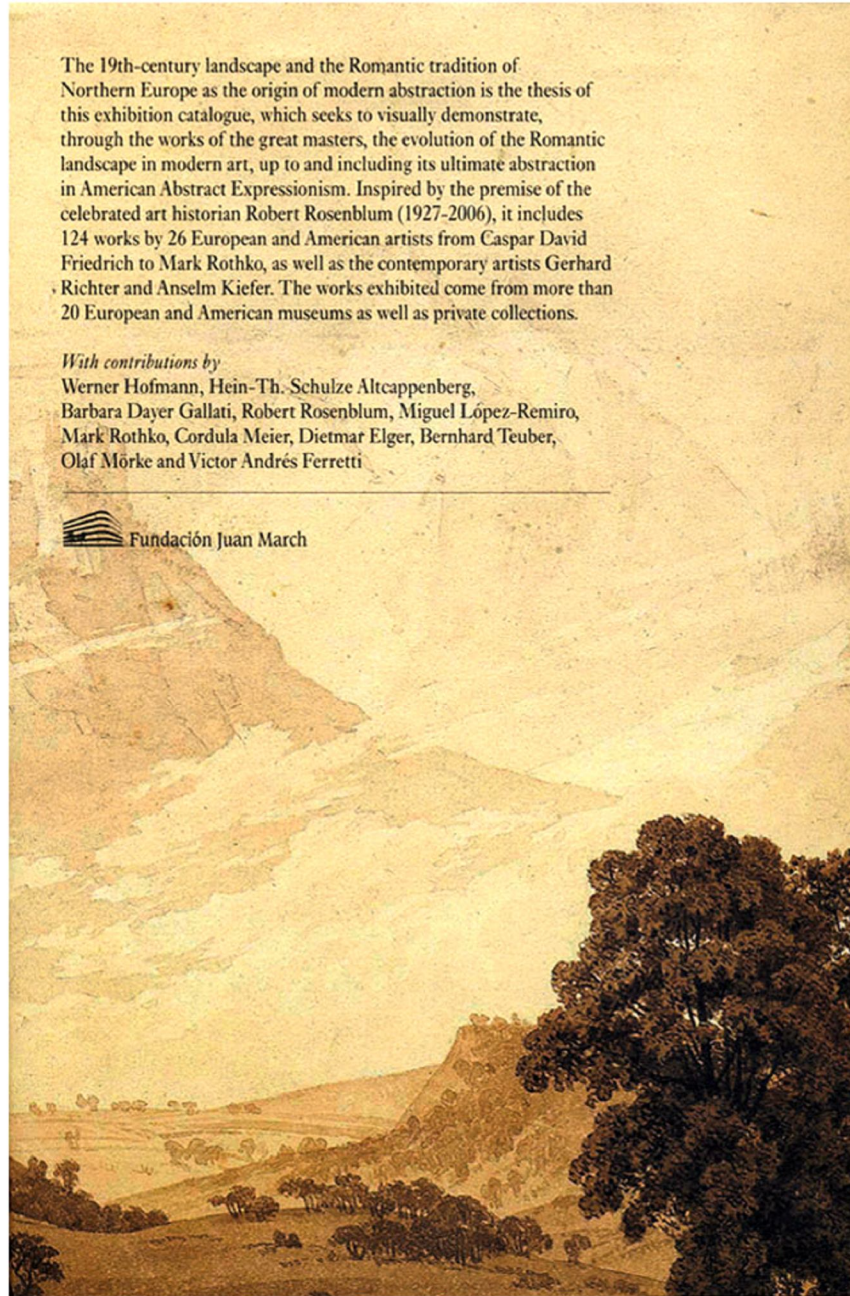 The 19th-century landscape and the Romantic tradition of
Northern Europe as the origin of modern abstraction is the thesis of
this exhibition catalogue, which seeks to visually demonstrate,
through the works of the great masters, the evolution of the Romantic
landscape in modern art, up to and including its ultimate abstraction
in American Abstract Expressionism. Inspired by the premise of the
celebrated art historian Robert Rosenblum (1927-2006), it includes
124 works by 26 European and American artists from Caspar David
Friedrich to Mark Rothko, as well as the contemporary artists Gerhard
Richter and Anselm Kiefer. The works exhibited come from more than
20 European and American museums as well as private collections.
With contributions by
Werner Hofmann, Hein-Th. Schulze Altcappenberg,
Barbara Dayer Gallati, Robert Rosenblum, Miguel López-Remiro,
Mark Rothko, Cordula Meier, Dietmar Elger, Bernhard Teuber,
Olaf Mörke and Victor Andrés Ferretti
Fundación Juan March